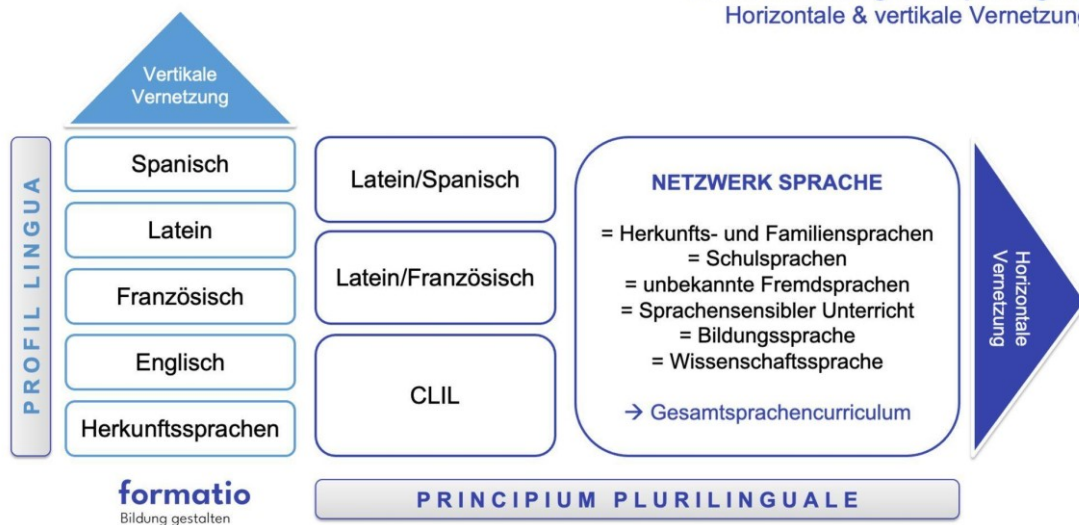 Horizontale & vertikale Vernetzung
Vertikale
Vernetzung
PROFIL LINGUA
Spanisch
Latein
Französisch
Englisch
Herkunftssprachen
Latein/Spanisch
Latein/Französisch
CLIL
NETZWERK SPRACHE
= Herkunfts- und Familiensprachen
= Schulsprachen
= unbekannte Fremdsprachen
= Sprachensensibler Unterricht
= Bildungssprache
= Wissenschaftssprache
→ Gesamtsprachencurriculum
Horizontale
Vernetzung
formatio
Bildung gestalten
PRINCIPIUM PLURILINGUALE